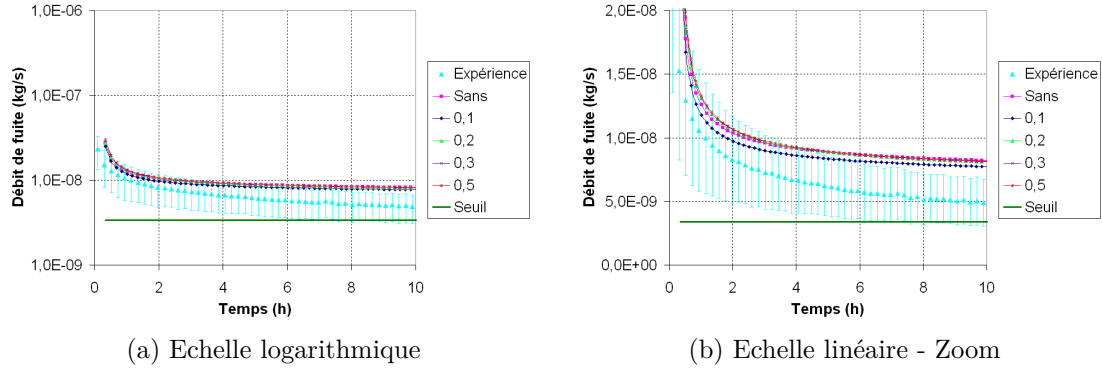 1,0E-06
1,0E-07
1,0E-08
1,0E-09
Débit de fuite (kg/s)
0 2 4 6 8 10
Temps (h)
Expérience
Sans
0,1
0,2
0,3
0,5
Seuil
(a) Echelle logarithmique
2,0E-08
1,5E-08
1,0E-08
5,0E-09
0,0E+00
Débit de fuite (kg/s)
0 2 4 6 8 10
Temps (h)
Expérience
Sans
0,1
0,2
0,3
0,5
Seuil
(b) Echelle linéaire - Zoom